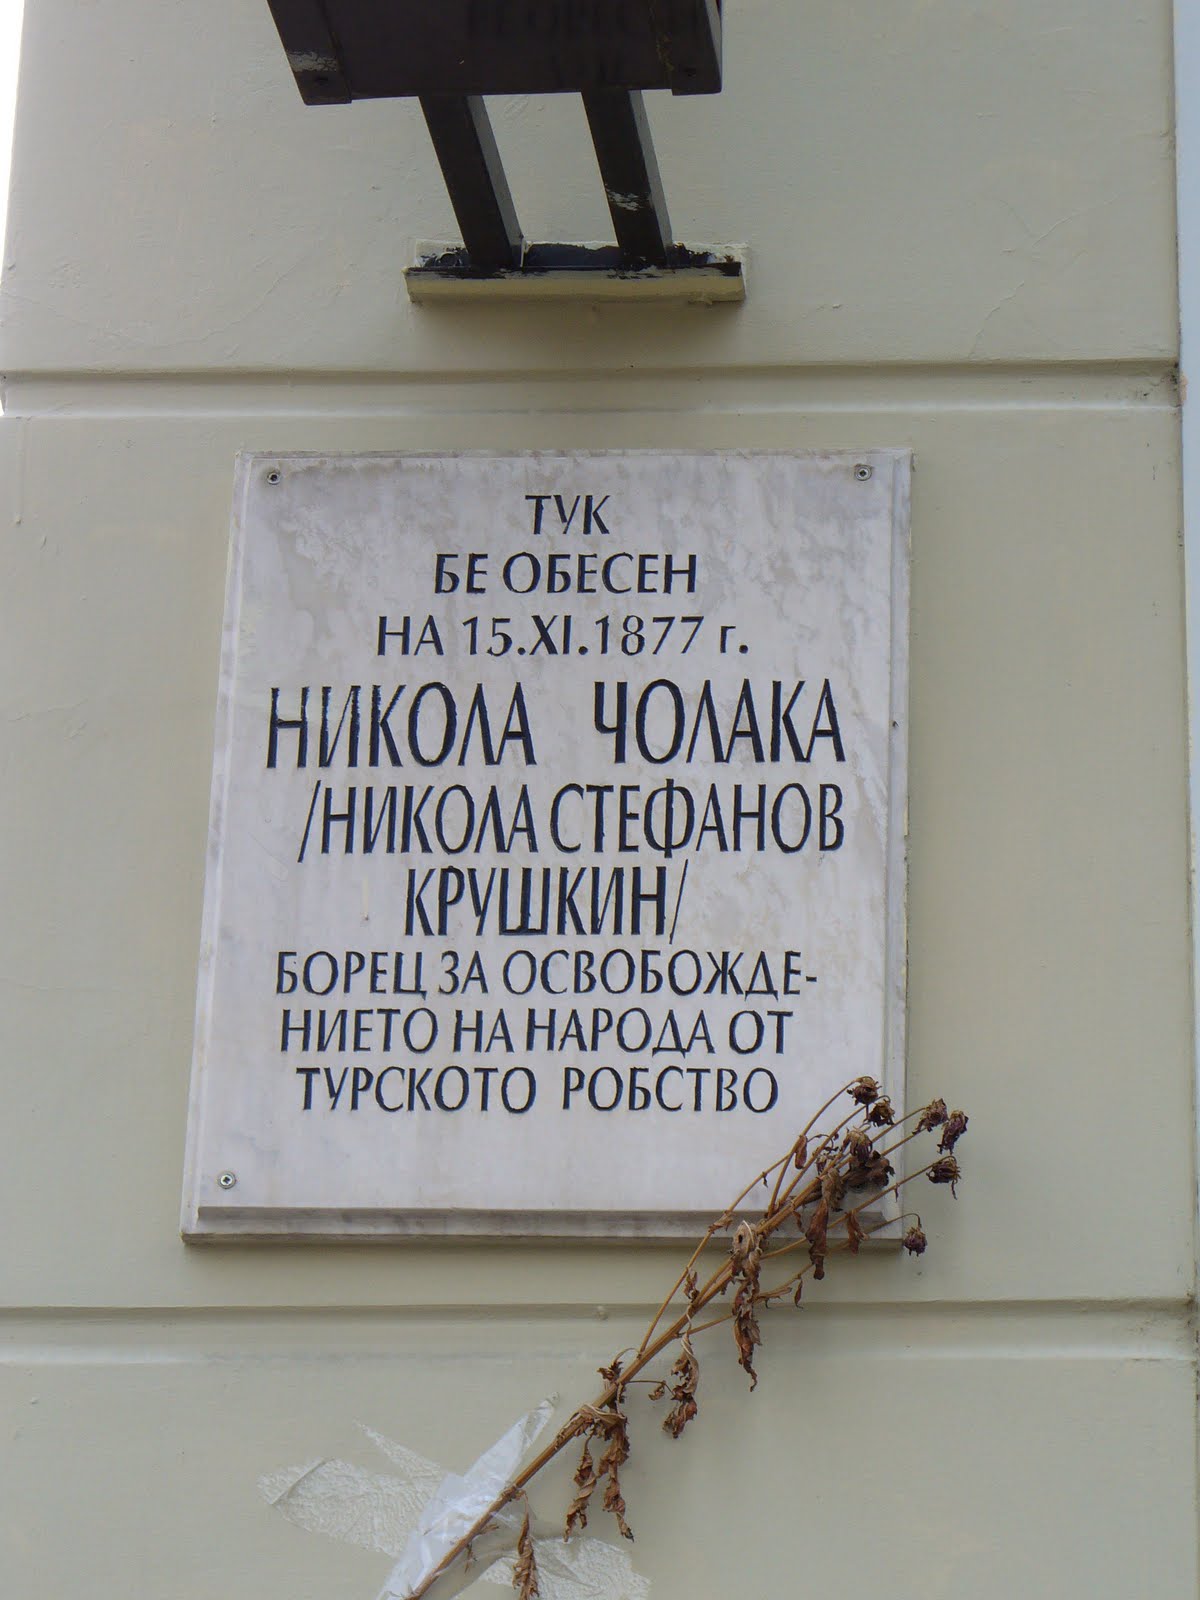 ТУК
БЕ ОБЕСЕН
НА 15.XI.1877 г.
НИКОЛА ЧОЛАКА
/НИКОЛА СТЕФАНОВ
КРУШКИН/
БОРЕЦ ЗА ОСВОБОЖДЕ-
НИЕТО НА НАРОДА ОТ
ТУРСКОТО РОБСТВО